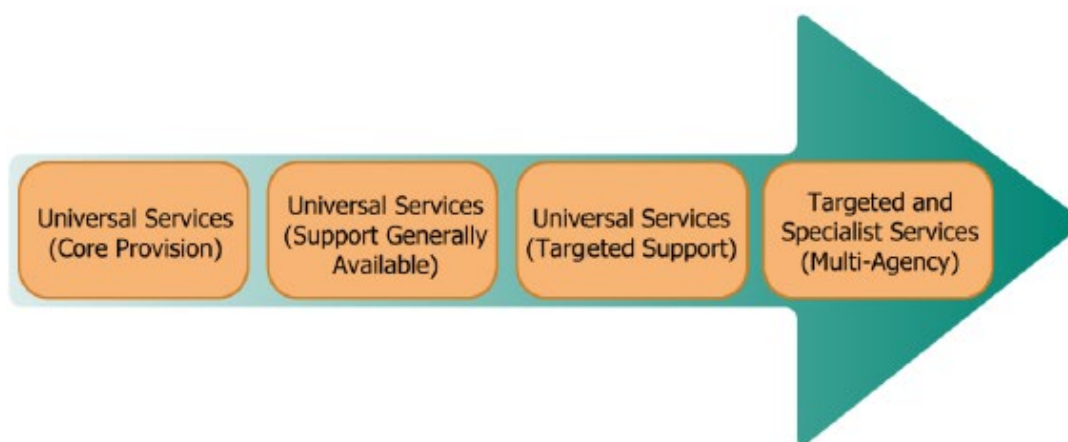 Universal Services
(Core Provision)
Universal Services
(Support Generally
Available)
Universal Services
(Targeted Support)
Targeted and
Specialist Services
(Multi-Agency)